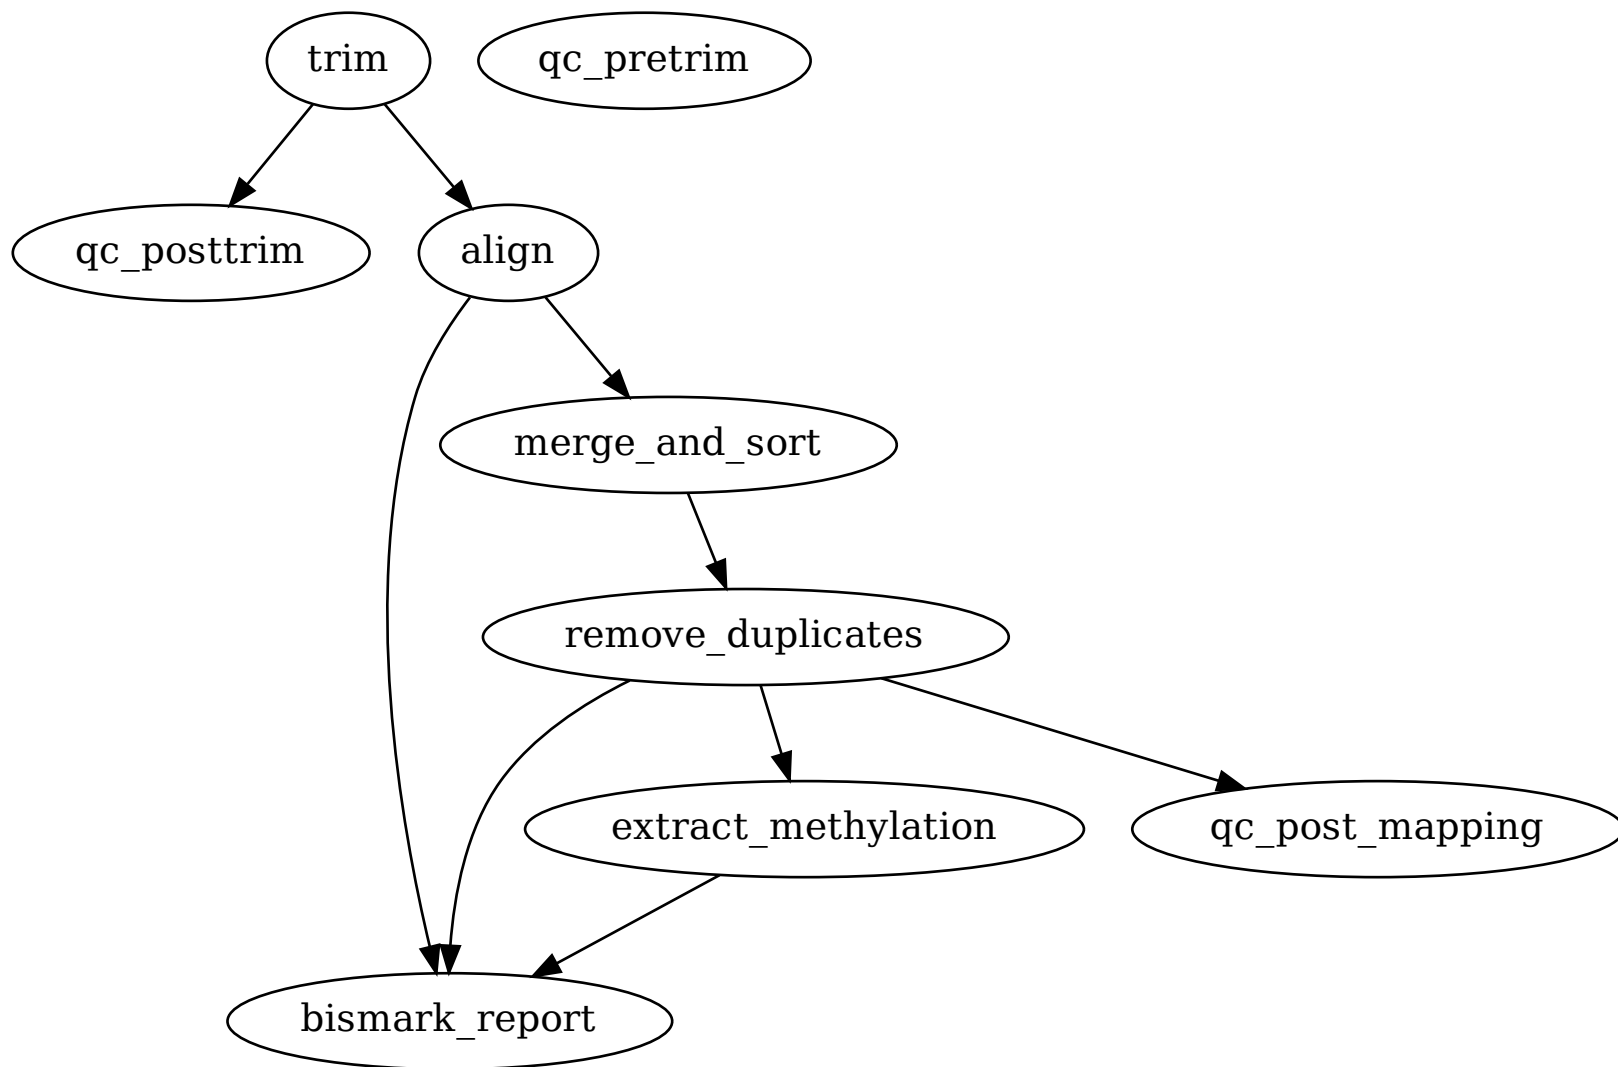 trim
qc_pretrim
qc_posttrim
align
merge_and_sort
remove_duplicates
extract_methylation
qc_post_mapping
bismark_report